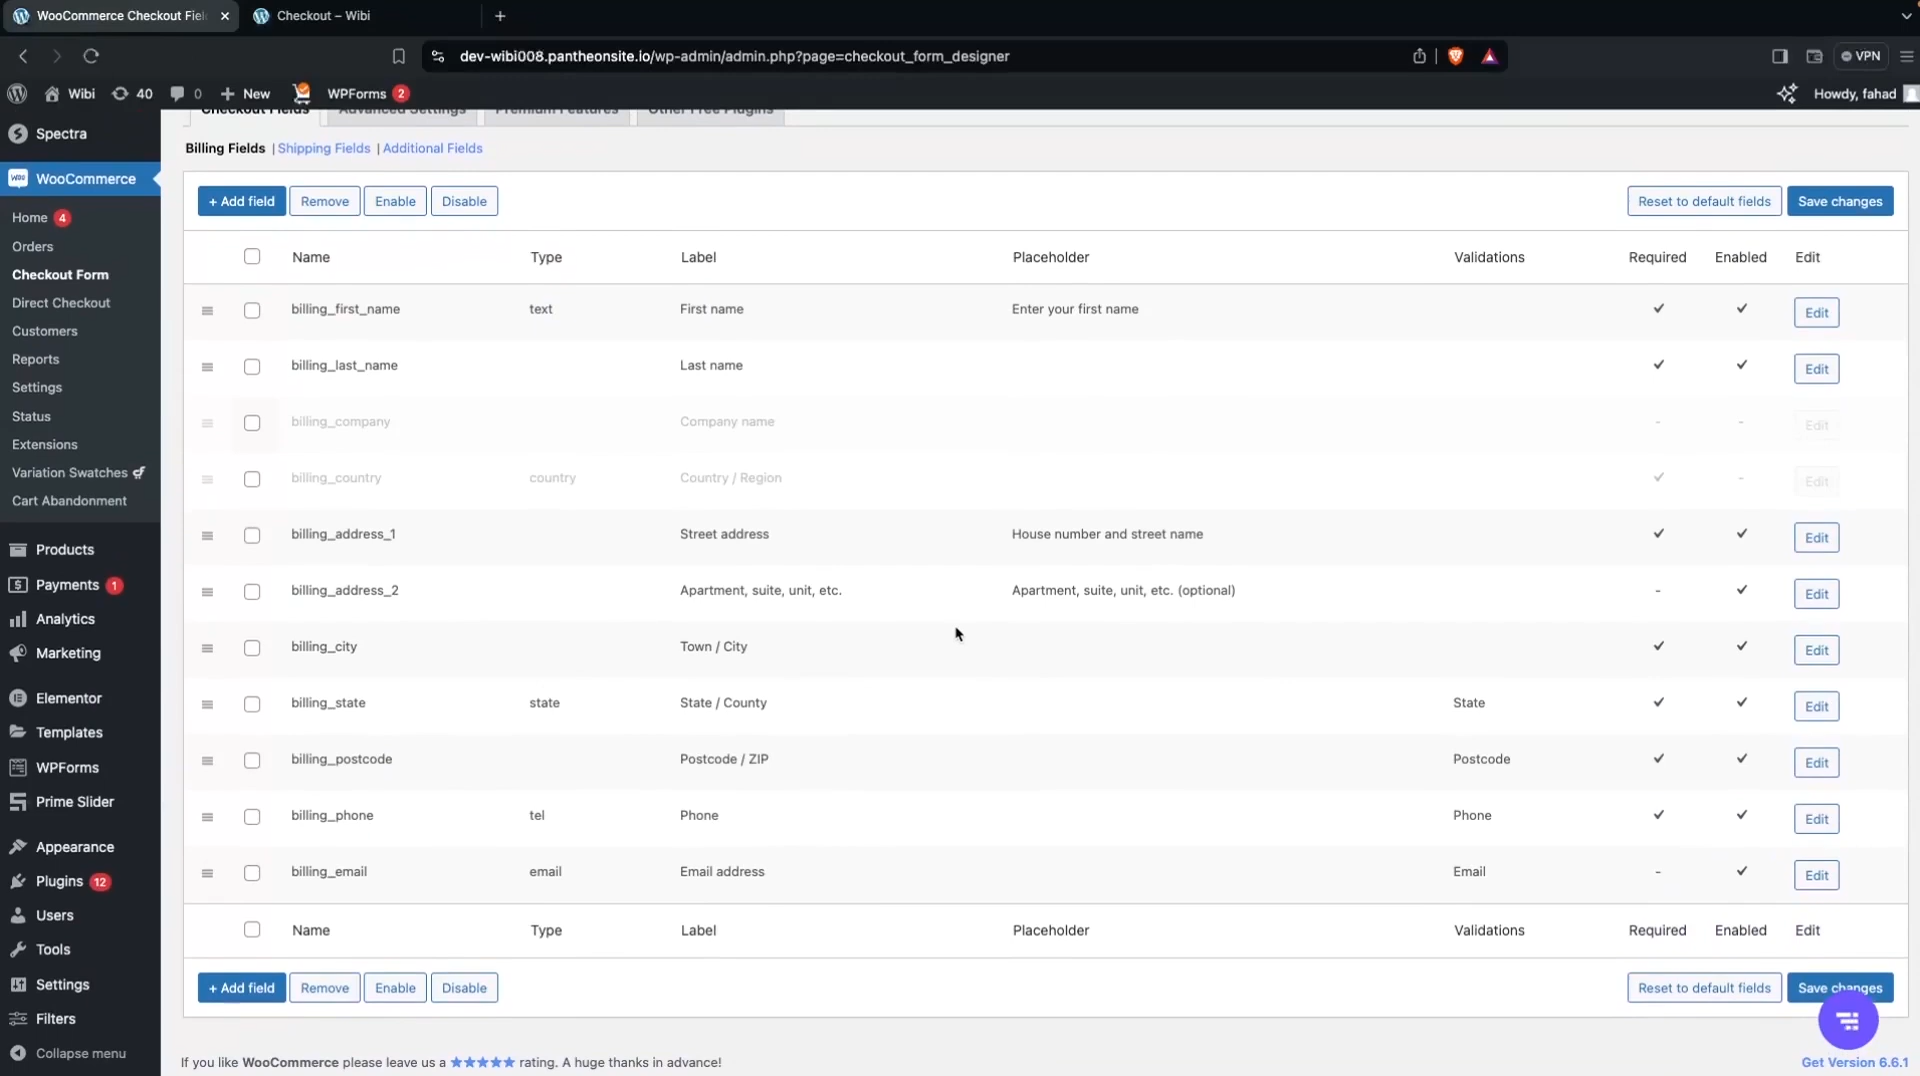 WooCommerce Checkout Fiel
Checkout – Wibi
dev-wibi008.pantheonsite.io/wp-admin/admin.php?page=checkout_form_designer
VPN
Wibi
40
0
New
WPForms 2
Howdy, fahad
Spectra
WooCommerce
Home 4
Orders
Checkout Form
Direct Checkout
Customers
Reports
Settings
Status
Extensions
Variation Swatches
Cart Abandonment
Products
Payments 1
Analytics
Marketing
Elementor
Templates
WPForms
Prime Slider
Appearance
Plugins 12
Users
Tools
Settings
Filters
Collapse menu
Checkout Fields Advanced Settings Premium Features Other Free Plugins
Billing Fields | Shipping Fields | Additional Fields
+ Add field Remove Enable Disable Reset to default fields Save changes
Name Type Label Placeholder Validations Required Enabled Edit
billing_first_name text First name Enter your first name ✓ ✓ Edit
billing_last_name Last name ✓ ✓ Edit
billing_company Company name - - Edit
billing_country country Country / Region ✓ - Edit
billing_address_1 Street address House number and street name ✓ ✓ Edit
billing_address_2 Apartment, suite, unit, etc. Apartment, suite, unit, etc. (optional) - ✓ Edit
billing_city Town / City ✓ ✓ Edit
billing_state state State / County State ✓ ✓ Edit
billing_postcode Postcode / ZIP Postcode ✓ ✓ Edit
billing_phone tel Phone Phone ✓ ✓ Edit
billing_email email Email address Email - ✓ Edit
Name Type Label Placeholder Validations Required Enabled Edit
+ Add field Remove Enable Disable Reset to default fields Save changes
If you like WooCommerce please leave us a ★★★★★ rating. A huge thanks in advance!
Get Version 6.6.1